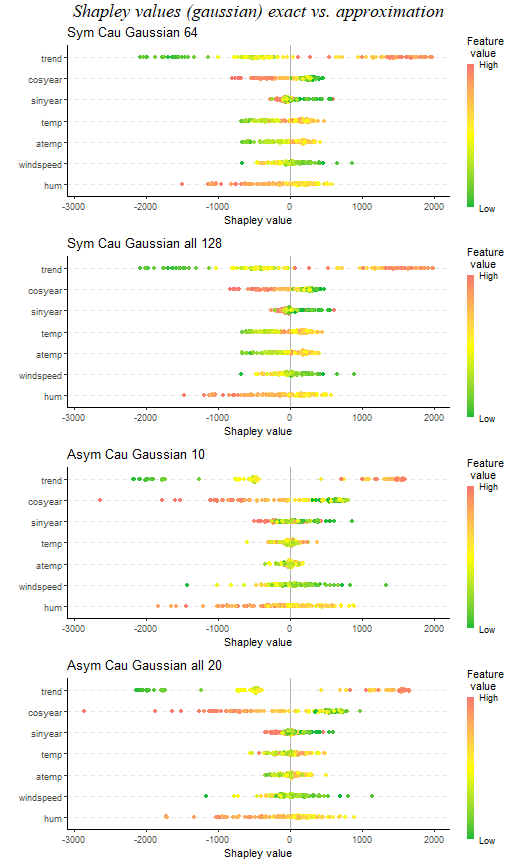 Shapley values (gaussian) exact vs. approximation
Sym Cau Gaussian 64
trend
cosyear
sinyear
temp
atemp
windspeed
hum
-3000 -2000 -1000 0 1000 2000
Shapley value
Feature
value
High
Low
Sym Cau Gaussian all 128
trend
cosyear
sinyear
temp
atemp
windspeed
hum
-3000 -2000 -1000 0 1000 2000
Shapley value
Feature
value
High
Low
Asym Cau Gaussian 10
trend
cosyear
sinyear
temp
atemp
windspeed
hum
-3000 -2000 -1000 0 1000 2000
Shapley value
Feature
value
High
Low
Asym Cau Gaussian all 20
trend
cosyear
sinyear
temp
atemp
windspeed
hum
-3000 -2000 -1000 0 1000 2000
Shapley value
Feature
value
High
Low